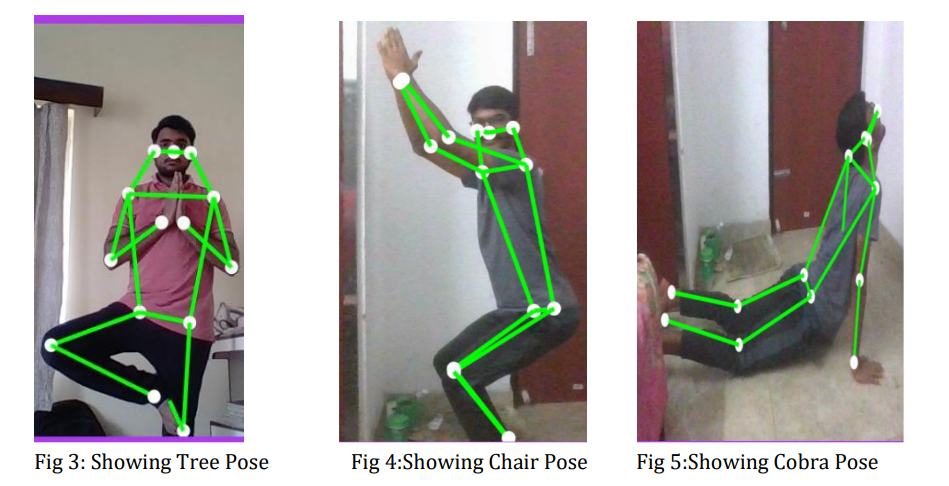 Fig 3: Showing Tree Pose
Fig 4:Showing Chair Pose
Fig 5:Showing Cobra Pose